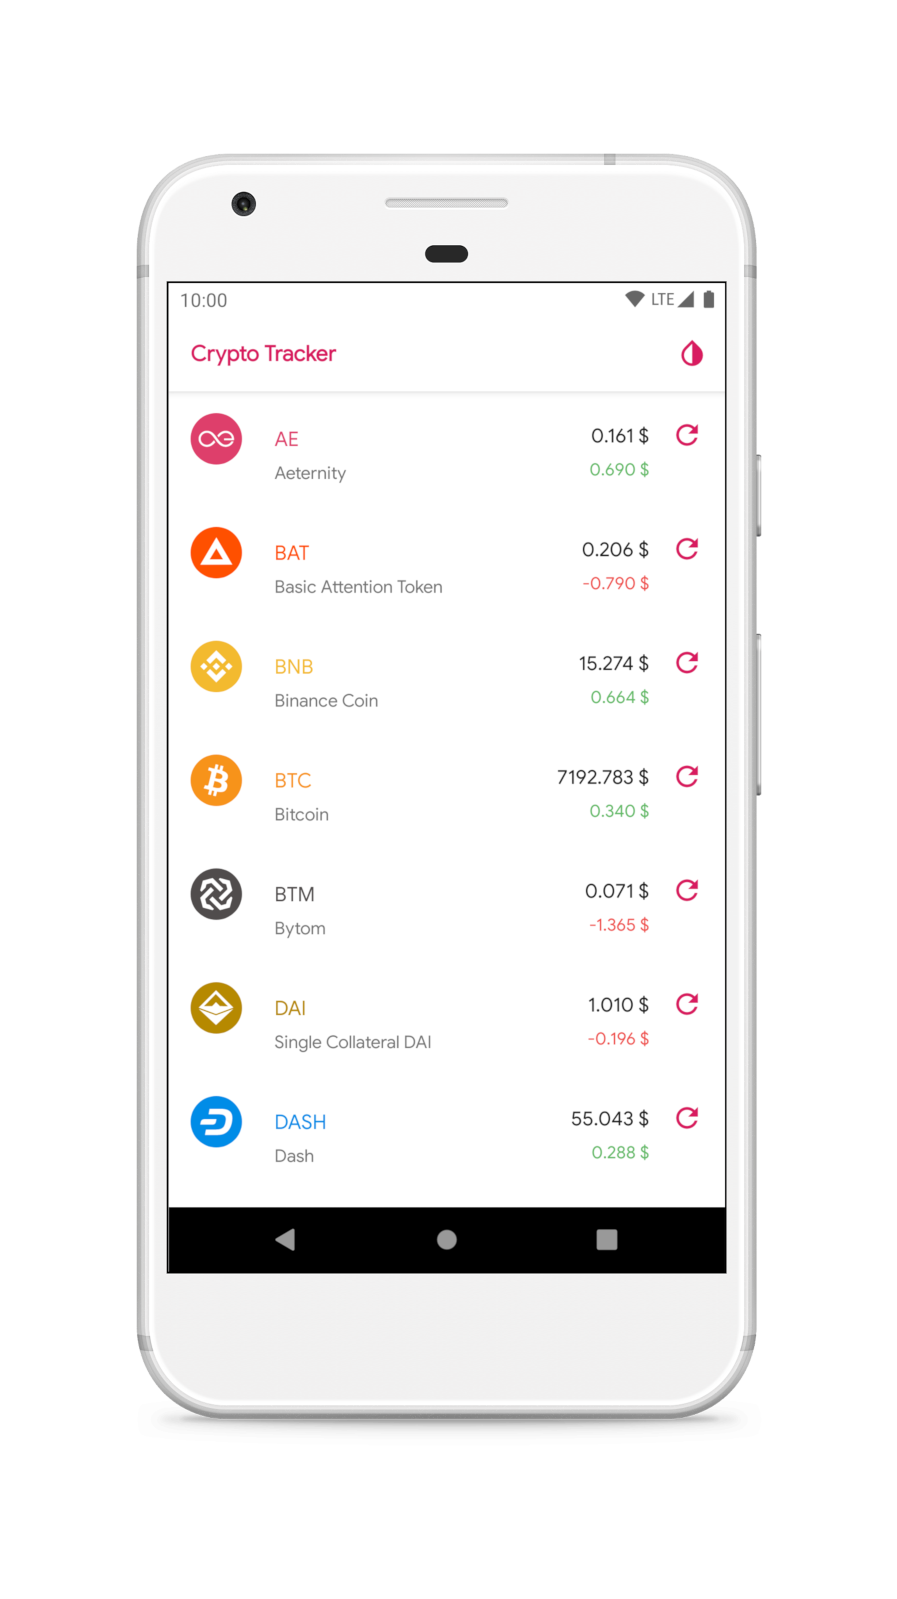 10:00 LTE
Crypto Tracker
AE 0.161 $
Aeternity 0.690 $
BAT 0.206 $
Basic Attention Token -0.790 $
BNB 15.274 $
Binance Coin 0.664 $
BTC 7192.783 $
Bitcoin 0.340 $
BTM 0.071 $
Bytom -1.365 $
DAI 1.010 $
Single Collateral DAI -0.196 $
DASH 55.043 $
Dash 0.288 $